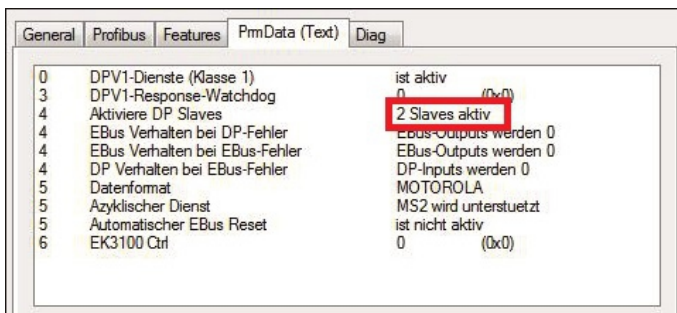 General Profibus Features PrmData (Text) Diag
0 DPV1-Dienste (Klasse 1) ist aktiv
3 DPV1-Response-Watchdog 0 (0x0)
4 Aktiviere DP Slaves 2 Slaves aktiv
4 EBus Verhalten bei DP-Fehler EBus-Outputs werden 0
4 EBus Verhalten bei EBus-Fehler EBus-Outputs werden 0
4 DP Verhalten bei EBus-Fehler DP-Inputs werden 0
5 Datenformat MOTOROLA
5 Azyklischer Dienst MS2 wird unterstuetzt
5 Automatischer EBus Reset ist nicht aktiv
6 EK3100 Ctrl 0 (0x0)